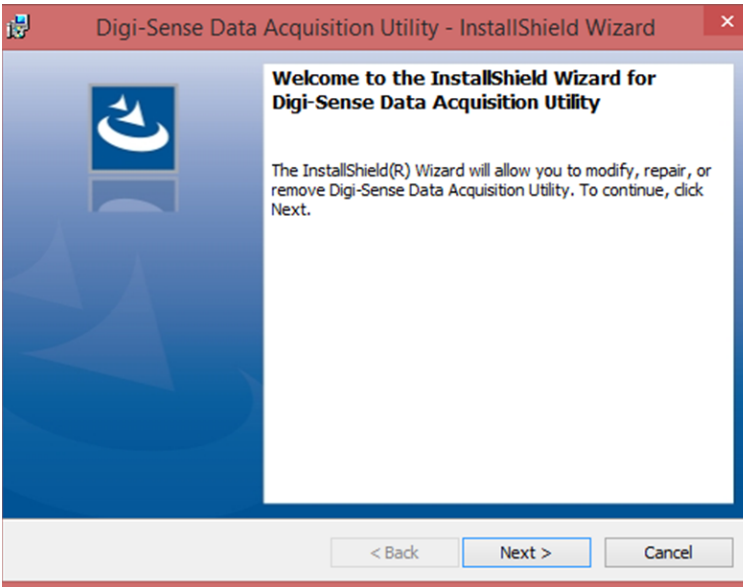 Digi-Sense Data Acquisition Utility - InstallShield Wizard
Welcome to the InstallShield Wizard for
Digi-Sense Data Acquisition Utility
The InstallShield(R) Wizard will allow you to modify, repair, or
remove Digi-Sense Data Acquisition Utility. To continue, click
Next.
< Back
Next >
Cancel